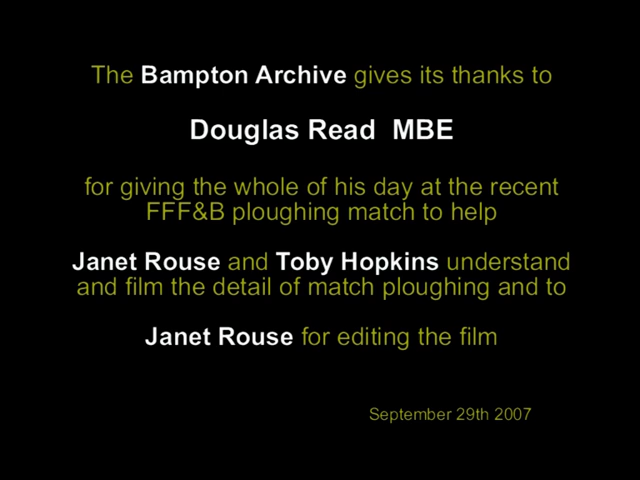 The Bampton Archive gives its thanks to
Douglas Read MBE
for giving the whole of his day at the recent
FFF&B ploughing match to help
Janet Rouse and Toby Hopkins understand
and film the detail of match ploughing and to
Janet Rouse for editing the film
September 29th 2007